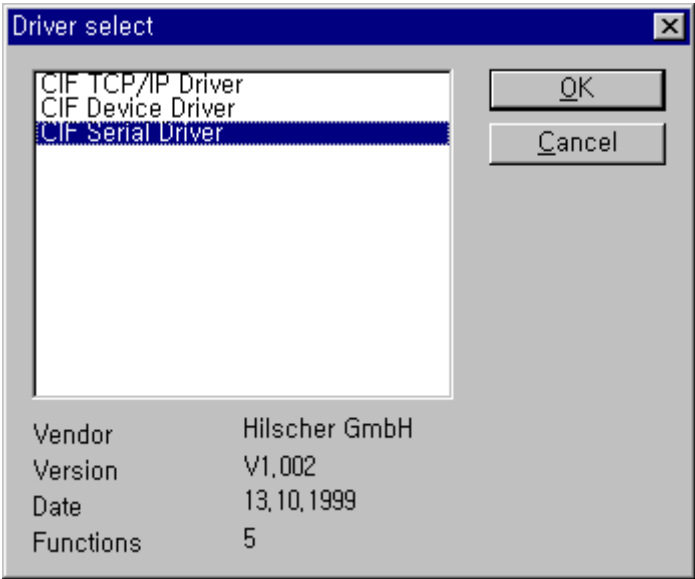 Driver select
CIF TCP/IP Driver
CIF Device Driver
CIF Serial Driver
OK
Cancel
Vendor Hilscher GmbH
Version V1,002
Date 13,10,1999
Functions 5